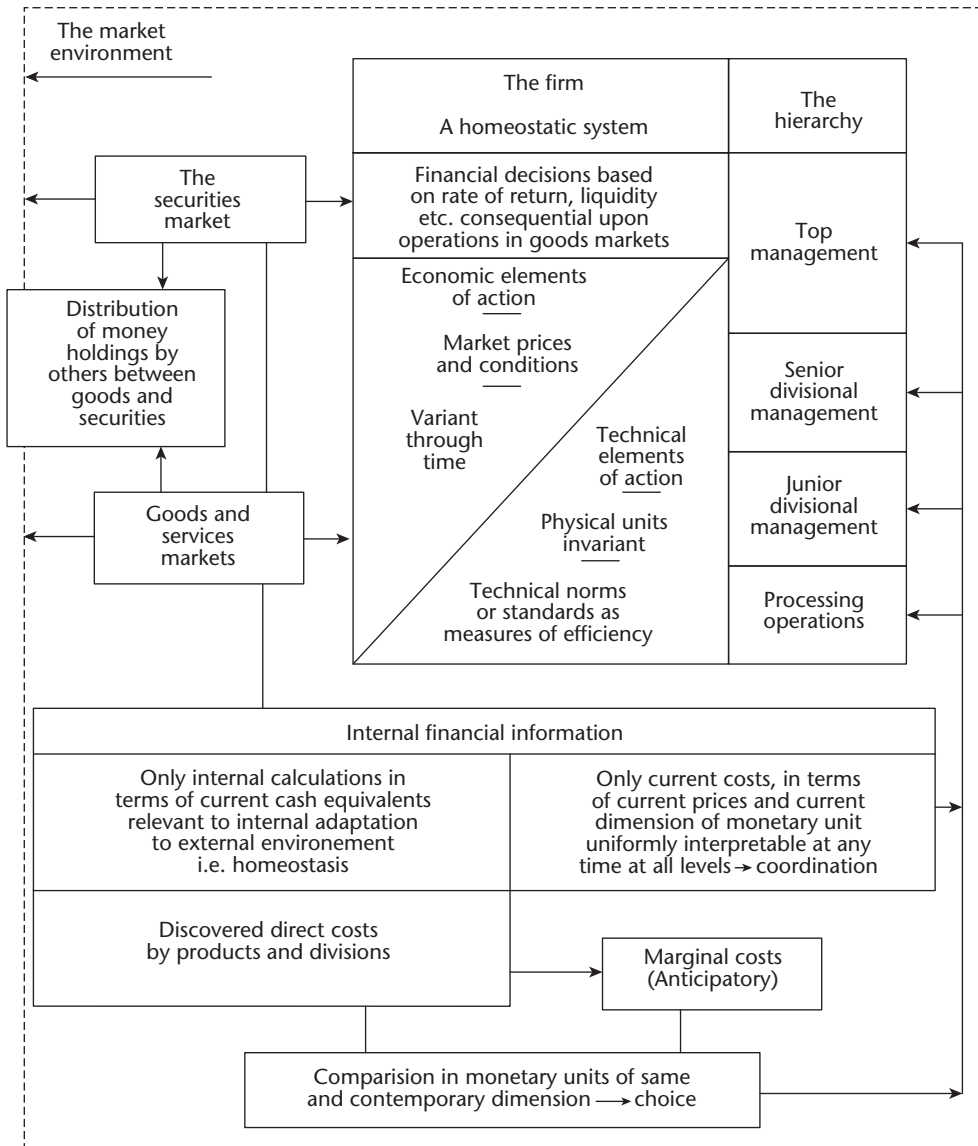 The market
environment
The firm
A homeostatic system
The
hierarchy
The
securities
market
Financial decisions based
on rate of return, liquidity
etc. consequential upon
operations in goods markets
Top
management
Distribution
of money
holdings by
others between
goods and
securities
Economic elements
of action
Market prices
and conditions
Variant
through
time
Technical
elements
of action
Physical units
invariant
Technical norms
or standards as
measures of efficiency
Senior
divisional
management
Junior
divisional
management
Processing
operations
Goods and
services
markets
Internal financial information
Only internal calculations in
terms of current cash equivalents
relevant to internal adaptation
to external environement
i.e. homeostasis
Only current costs, in terms
of current prices and current
dimension of monetary unit
uniformly interpretable at any
time at all levels → coordination
Discovered direct costs
by products and divisions
Marginal costs
(Anticipatory)
Comparision in monetary units of same
and contemporary dimension → choice